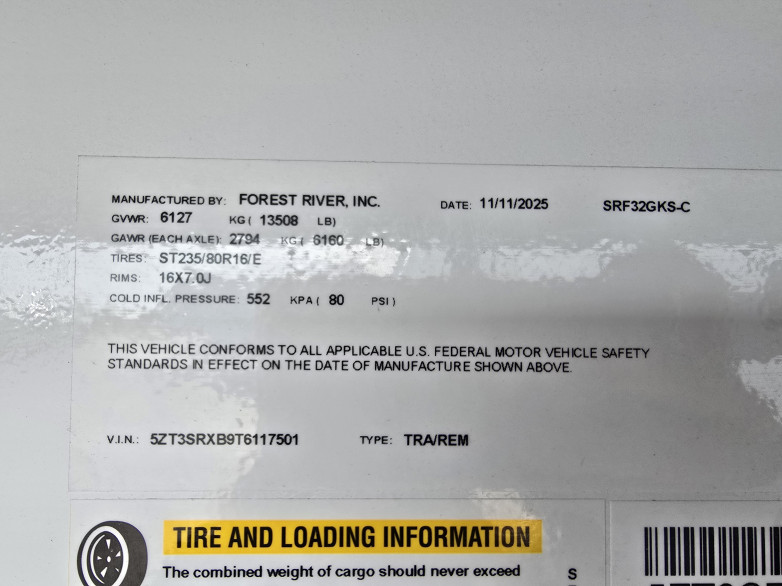 MANUFACTURED BY: FOREST RIVER, INC. DATE: 11/11/2025 SRF32GKS-C
GVWR: 6127 KG ( 13508 LB)
GAWR (EACH AXLE): 2794 KG ( 6160 LB)
TIRES: ST235/80R16/E
RIMS: 16X7.0J
COLD INFL. PRESSURE: 552 KPA ( 80 PSI )
THIS VEHICLE CONFORMS TO ALL APPLICABLE U.S. FEDERAL MOTOR VEHICLE SAFETY
STANDARDS IN EFFECT ON THE DATE OF MANUFACTURE SHOWN ABOVE.
V.I.N.: 5ZT3SRXB9T6117501 TYPE: TRA/REM
TIRE AND LOADING INFORMATION
The combined weight of cargo should never exceed
S